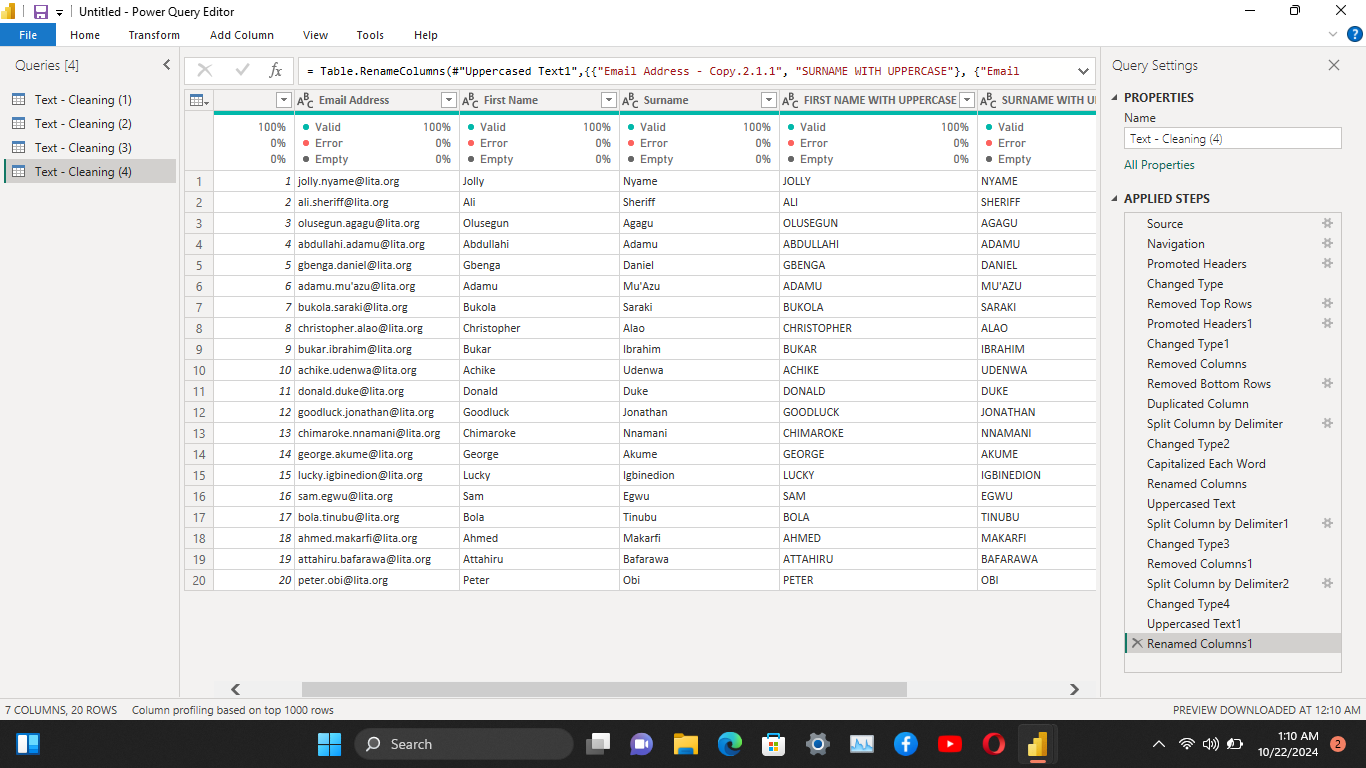 Untitled - Power Query Editor
File Home Transform Add Column View Tools Help
Queries [4]
Text - Cleaning (1)
Text - Cleaning (2)
Text - Cleaning (3)
Text - Cleaning (4)
fx = Table.RenameColumns(#"Uppercased Text1",{{"Email Address - Copy.2.1.1", "SURNAME WITH UPPERCASE"}, {"Email
ABC Email Address ABC First Name ABC Surname ABC FIRST NAME WITH UPPERCASE ABC SURNAME WITH U
100% Valid 100% Valid 100% Valid 100% Valid 100% Valid
0% Error 0% Error 0% Error 0% Error 0% Error
0% Empty 0% Empty 0% Empty 0% Empty 0% Empty
1 1 jolly.nyame@lita.org Jolly Nyame JOLLY NYAME
2 2 ali.sheriff@lita.org Ali Sheriff ALI SHERIFF
3 3 olusegun.agagu@lita.org Olusegun Agagu OLUSEGUN AGAGU
4 4 abdullahi.adamu@lita.org Abdullahi Adamu ABDULLAHI ADAMU
5 5 gbenga.daniel@lita.org Gbenga Daniel GBENGA DANIEL
6 6 adamu.mu'azu@lita.org Adamu Mu'Azu ADAMU MU'AZU
7 7 bukola.saraki@lita.org Bukola Saraki BUKOLA SARAKI
8 8 christopher.alao@lita.org Christopher Alao CHRISTOPHER ALAO
9 9 bukar.ibrahim@lita.org Bukar Ibrahim BUKAR IBRAHIM
10 10 achike.udenwa@lita.org Achike Udenwa ACHIKE UDENWA
11 11 donald.duke@lita.org Donald Duke DONALD DUKE
12 12 goodluck.jonathan@lita.org Goodluck Jonathan GOODLUCK JONATHAN
13 13 chimaroke.nnamani@lita.org Chimaroke Nnamani CHIMAROKE NNAMANI
14 14 george.akume@lita.org George Akume GEORGE AKUME
15 15 lucky.igbinedion@lita.org Lucky Igbinedion LUCKY IGBINEDION
16 16 sam.egwu@lita.org Sam Egwu SAM EGWU
17 17 bola.tinubu@lita.org Bola Tinubu BOLA TINUBU
18 18 ahmed.makarfi@lita.org Ahmed Makarfi AHMED MAKARFI
19 19 attahiru.bafarawa@lita.org Attahiru Bafarawa ATTAHIRU BAFARAWA
20 20 peter.obi@lita.org Peter Obi PETER OBI
Query Settings
PROPERTIES
Name
Text - Cleaning (4)
All Properties
APPLIED STEPS
Source
Navigation
Promoted Headers
Changed Type
Removed Top Rows
Promoted Headers1
Changed Type1
Removed Columns
Removed Bottom Rows
Duplicated Column
Split Column by Delimiter
Changed Type2
Capitalized Each Word
Renamed Columns
Uppercased Text
Split Column by Delimiter1
Changed Type3
Removed Columns1
Split Column by Delimiter2
Changed Type4
Uppercased Text1
Renamed Columns1
7 COLUMNS, 20 ROWS Column profiling based on top 1000 rows PREVIEW DOWNLOADED AT 12:10 AM
Search
1:10 AM
10/22/2024 2